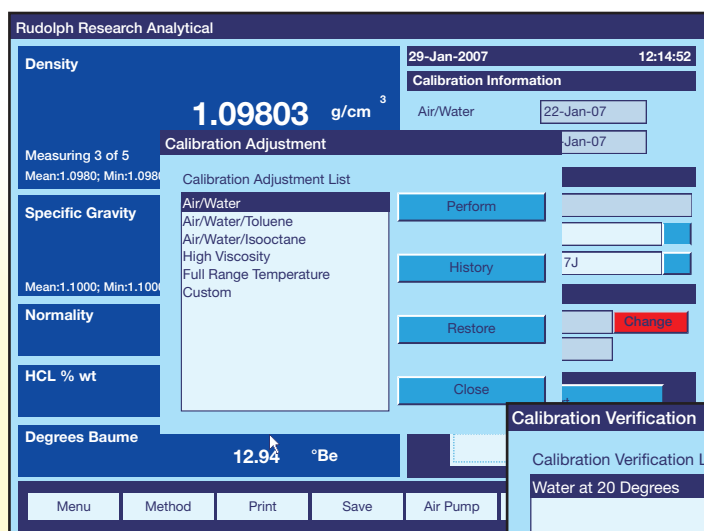 Rudolph Research Analytical
Density
1.09803 g/cm 3
Measuring 3 of 5
Mean:1.0980; Min:1.098
Specific Gravity
Mean:1.1000; Min:1.100
Normality
HCL % wt
Degrees Baume
12.94 °Be
29-Jan-2007 12:14:52
Calibration Information
Air/Water 22-Jan-07
-Jan-07
7J
Change
Calibration Adjustment
Calibration Adjustment List
Air/Water
Air/Water/Toluene
Air/Water/Isooctane
High Viscosity
Full Range Temperature
Custom
Perform
History
Restore
Close
Calibration Verification
Calibration Verification L
Water at 20 Degrees
Menu Method Print Save Air Pump